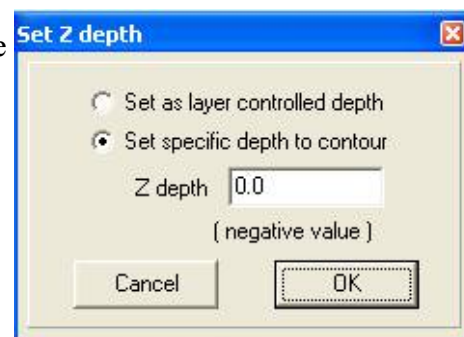 e
Set Z depth
Set as layer controlled depth
Set specific depth to contour
Z depth 0.0
( negative value )
Cancel OK